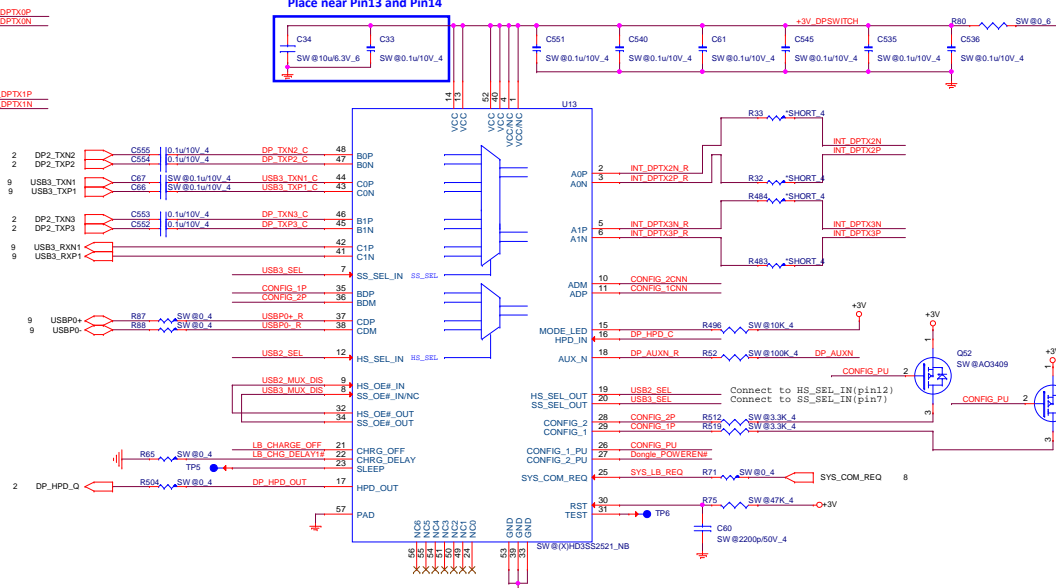 Place near Pin13 and Pin14
DPTX0P
DPTX0N
+3V_DPSWITCH
R80
SW@0_6
C34
SW@10u/6.3V_6
C33
SW@0.1u/10V_4
C551
SW@0.1u/10V_4
C540
SW@0.1u/10V_4
C61
SW@0.1u/10V_4
C545
SW@0.1u/10V_4
C535
SW@0.1u/10V_4
C536
SW@0.1u/10V_4
DPTX1P
DPTX1N
14
13
52
40
4
1
U13
VCC
VCC
VCC
VCC
VCC/NC
VCC/NC
R33
*SHORT_4
INT_DPTX2N
INT_DPTX2P
R32
*SHORT_4
R484
*SHORT_4
INT_DPTX3N
INT_DPTX3P
R483
*SHORT_4
2 DP2_TXN2 C555 0.1u/10V_4 DP_TXN2_C 48 B0P
2 DP2_TXP2 C554 0.1u/10V_4 DP_TXP2_C 47 B0N
9 USB3_TXN1 C67 SW@0.1u/10V_4 USB3_TXN1_C 44 C0P
9 USB3_TXP1 C66 SW@0.1u/10V_4 USB3_TXP1_C 43 C0N
2 DP2_TXN3 C553 0.1u/10V_4 DP_TXN3_C 46 B1P
2 DP2_TXP3 C552 0.1u/10V_4 DP_TXP3_C 45 B1N
9 USB3_RXN1 42 C1P
9 USB3_RXP1 41 C1N
USB3_SEL 7 SS_SEL_IN SS_SEL
CONFIG_1P 35 BDP
CONFIG_2P 36 BDM
9 USBP0+ R87 SW@0_4 USBP0+_R 37 CDP
9 USBP0- R88 SW@0_4 USBP0-_R 38 CDM
USB2_SEL 12 HS_SEL_IN HS_SEL
USB2_MUX_DIS 9 HS_OE#_IN
USB3_MUX_DIS 8 SS_OE#_IN/NC
32 HS_OE#_OUT
34 SS_OE#_OUT
LB_CHARGE_OFF 21 CHRG_OFF
R65 SW@0_4 LB_CHG_DELAY1# 22 CHRG_DELAY
TP5 23 SLEEP
2 DP_HPD_Q R504 SW@0_4 DP_HPD_OUT 17 HPD_OUT
57 PAD
A0P 2 INT_DPTX2N_R
A0N 3 INT_DPTX2P_R
A1P 5 INT_DPTX3N_R
A1N 6 INT_DPTX3P_R
ADM 10 CONFIG_2CNN
ADP 11 CONFIG_1CNN
+3V
MODE_LED 15 R496 SW@10K_4
HPD_IN 16 DP_HPD_C
AUX_N 18 DP_AUXN_R R52 SW@100K_4 DP_AUXN
+3V
1
Q52
SW@AO3409
CONFIG_PU 2
3
+3V
1
CONFIG_PU 2
3
HS_SEL_OUT 19 USB2_SEL Connect to HS_SEL_IN(pin12)
SS_SEL_OUT 20 USB3_SEL Connect to SS_SEL_IN(pin7)
CONFIG_2 28 CONFIG_2P R512 SW@3.3K_4
CONFIG_1 29 CONFIG_1P R519 SW@3.3K_4
CONFIG_1_PU 26 CONFIG_PU
CONFIG_2_PU 27 Dongle_POWEREN#
SYS_COM_REQ 25 SYS_LB_REQ R71 SW@0_4 SYS_COM_REQ 8
RST 30 R75 SW@47K_4 +3V
TEST 31 TP6
C60
SW@2200p/50V_4
NC6
NC5
NC4
NC3
NC2
NC1
NC0
GND
GND
GND
56
55
54
51
50
49
24
53
39
33
SW@(X)HD3SS2521_NB